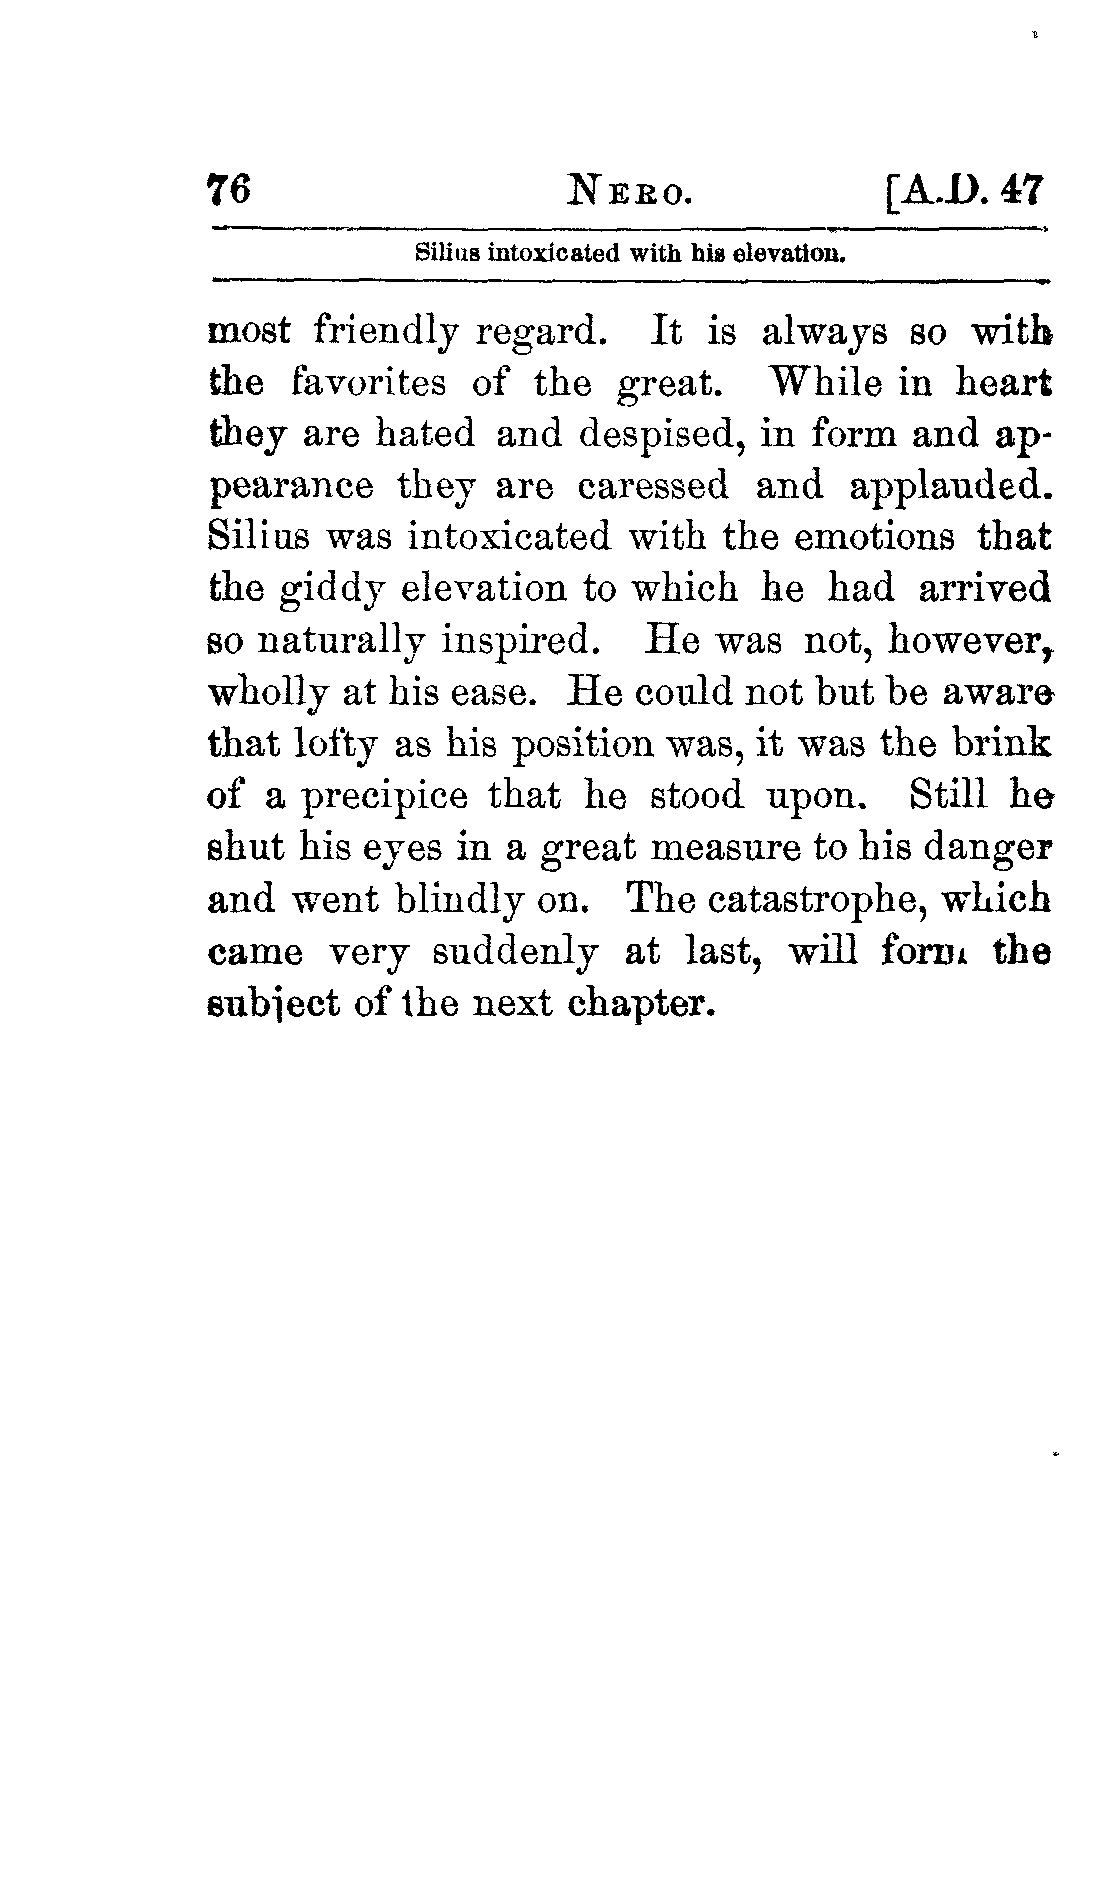 76 NERO. [A.D. 47
Silius intoxicated with his elevation.
most friendly regard. It is always so with
the favorites of the great. While in heart
they are hated and despised, in form and ap-
pearance they are caressed and applauded.
Silius was intoxicated with the emotions that
the giddy elevation to which he had arrived
so naturally inspired. He was not, however,
wholly at his ease. He could not but be aware
that lofty as his position was, it was the brink
of a precipice that he stood upon. Still he
shut his eyes in a great measure to his danger
and went blindly on. The catastrophe, which
came very suddenly at last, will form the
subject of the next chapter.